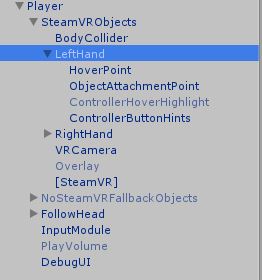 Player
SteamVRObjects
BodyCollider
LeftHand
HoverPoint
ObjectAttachmentPoint
ControllerHoverHighlight
ControllerButtonHints
RightHand
VRCamera
Overlay
[SteamVR]
NoSteamVRFallbackObjects
FollowHead
InputModule
PlayVolume
DebugUI